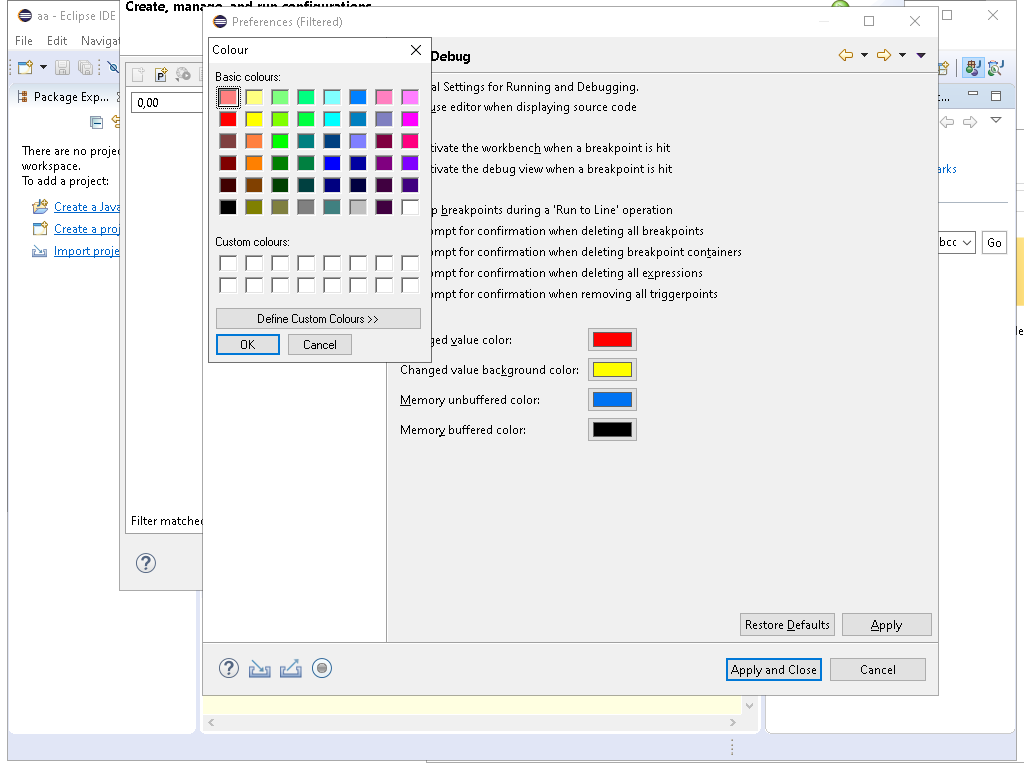 aa - Eclipse IDE
Create, manage, and run configurations
Preferences (Filtered)
File Edit Navigat
Colour
Debug
Basic colours:
al Settings for Running and Debugging.
Package Exp...
0,00
use editor when displaying source code
There are no proje
workspace.
To add a project:
tivate the workbench when a breakpoint is hit
tivate the debug view when a breakpoint is hit
arks
Create a Java
p breakpoints during a 'Run to Line' operation
Create a proj
ompt for confirmation when deleting all breakpoints
Custom colours:
bcc
Go
Import proje
ompt for confirmation when deleting breakpoint containers
ompt for confirmation when deleting all expressions
ompt for confirmation when removing all triggerpoints
Define Custom Colours >>
OK
Cancel
ged value color:
Changed value background color:
Memory unbuffered color:
Memory buffered color:
Filter matched
Restore Defaults
Apply
Apply and Close
Cancel